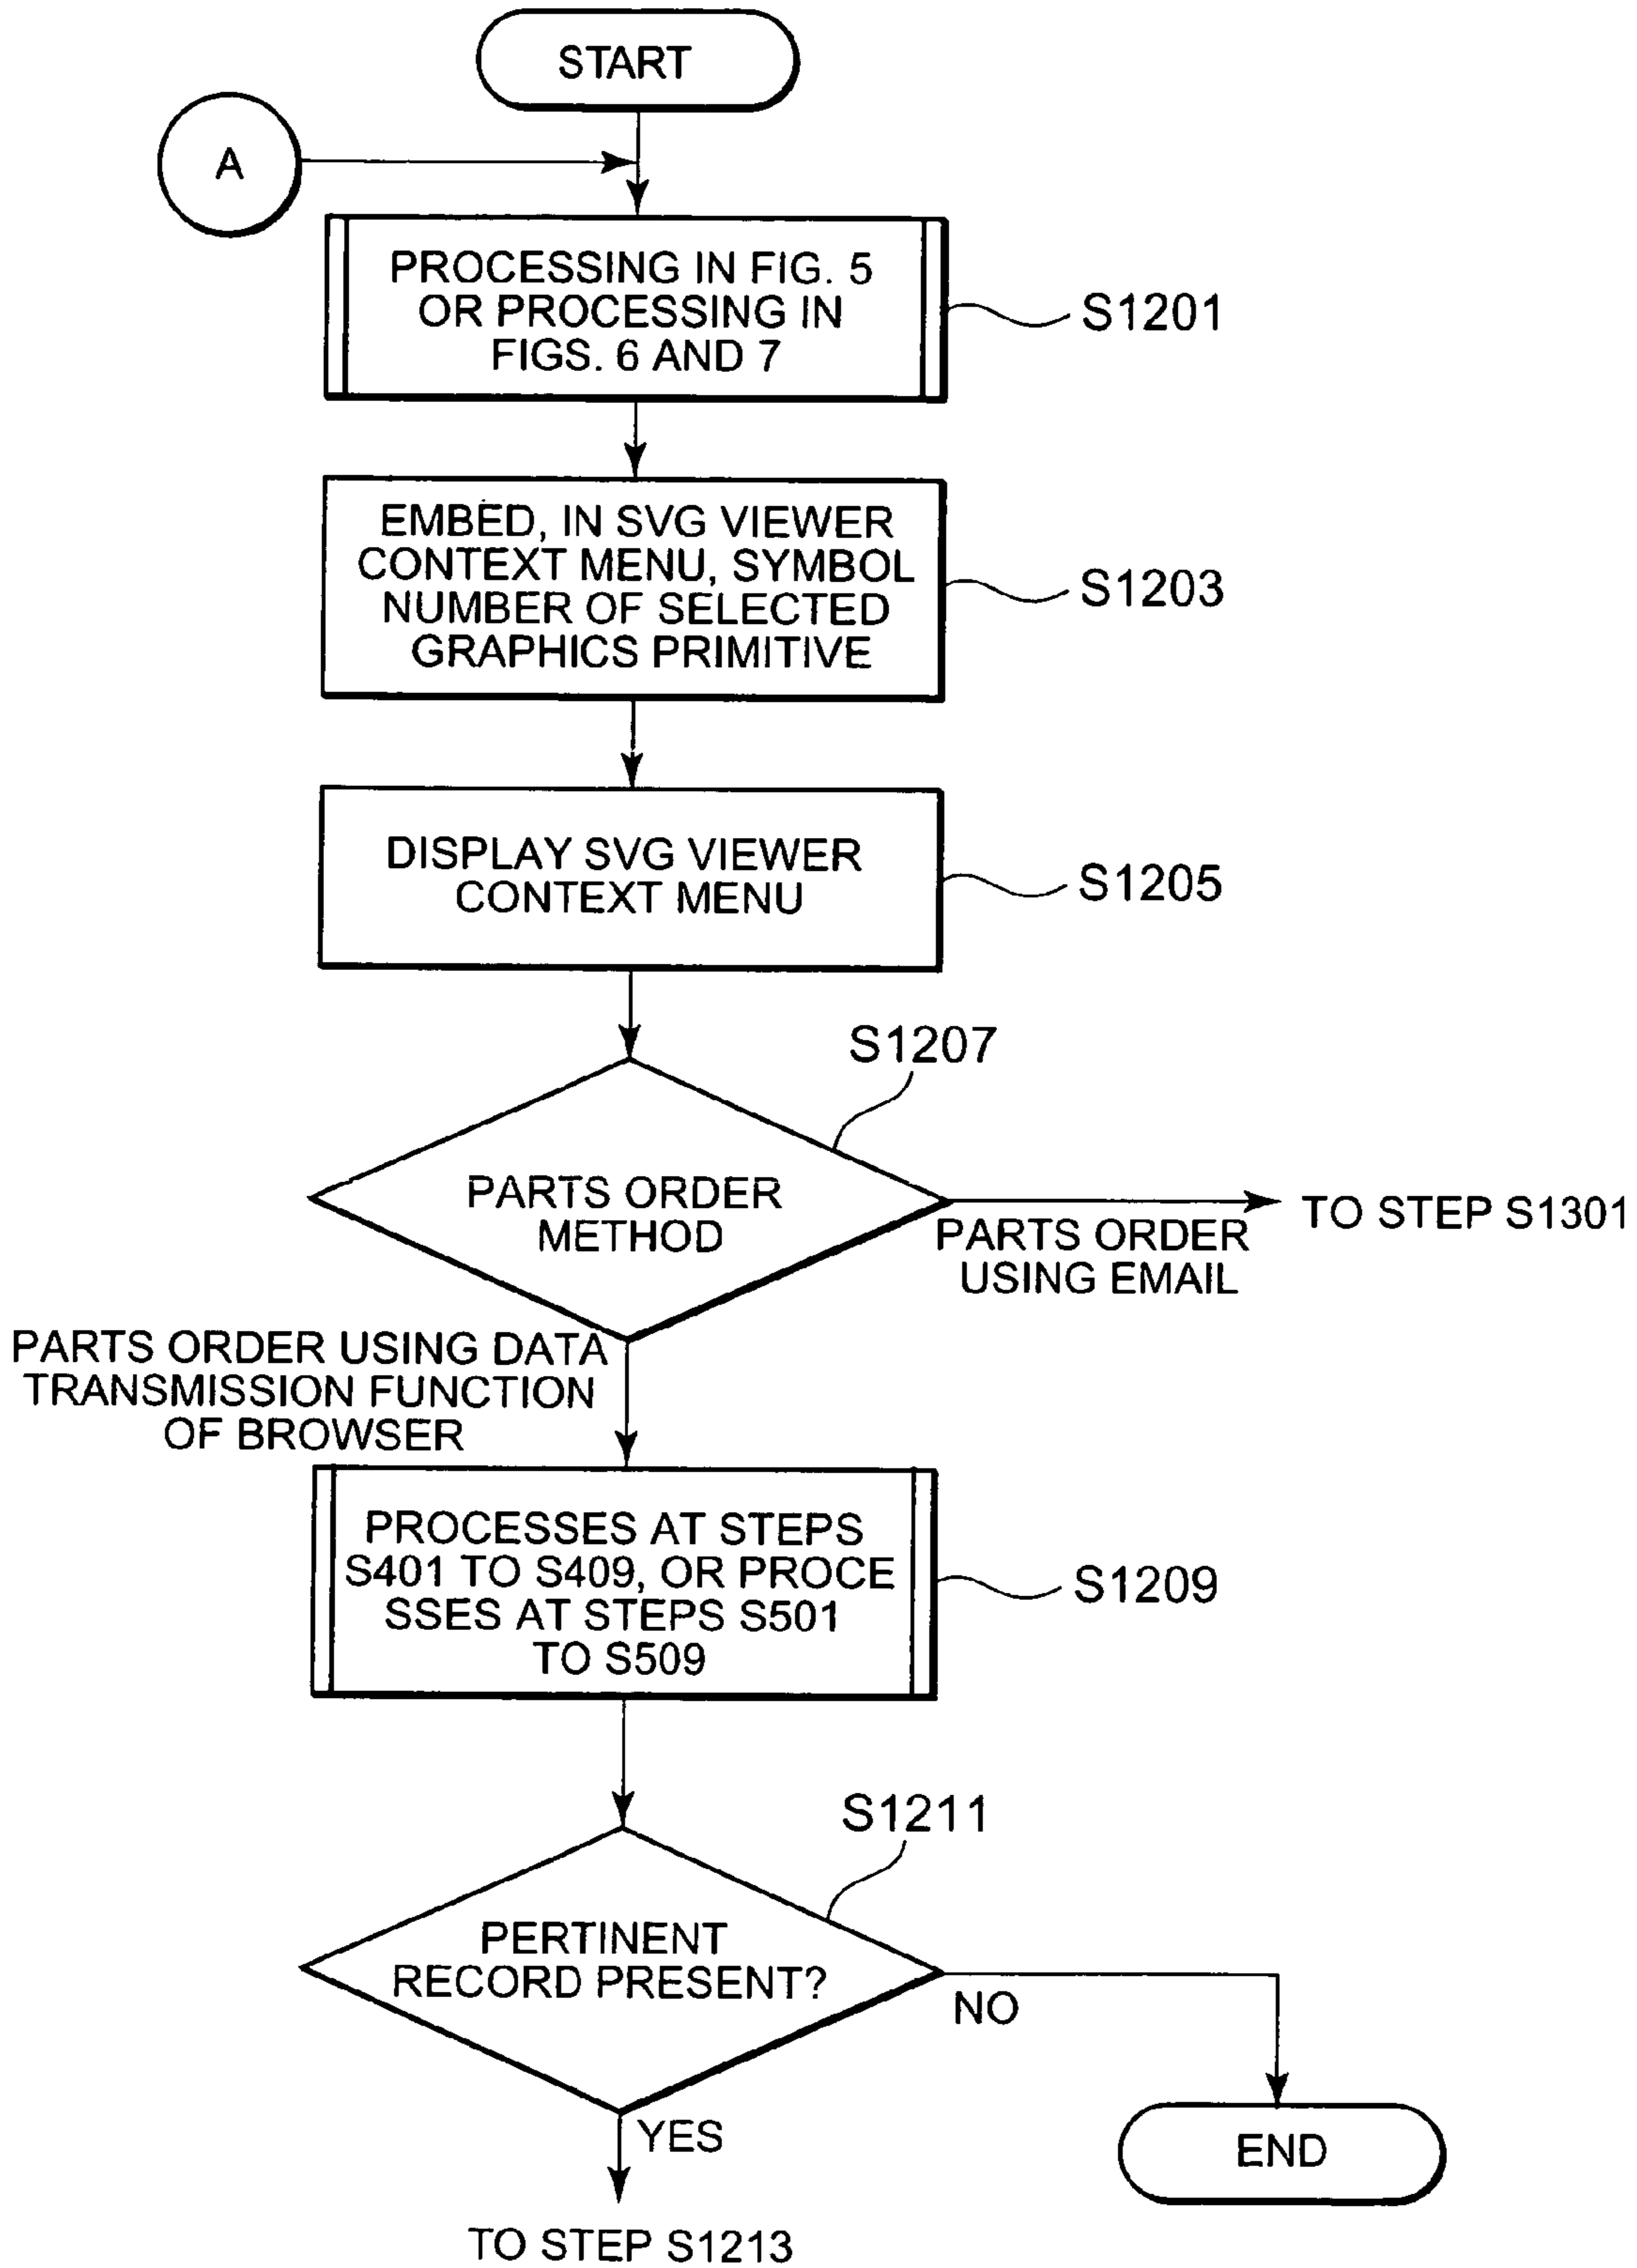 START
A
PROCESSING IN FIG. 5
OR PROCESSING IN
FIGS. 6 AND 7
S1201
EMBED, IN SVG VIEWER
CONTEXT MENU, SYMBOL
NUMBER OF SELECTED
GRAPHICS PRIMITIVE
S1203
DISPLAY SVG VIEWER
CONTEXT MENU
S1205
S1207
PARTS ORDER
METHOD
TO STEP S1301
PARTS ORDER
USING EMAIL
PARTS ORDER USING DATA
TRANSMISSION FUNCTION
OF BROWSER
PROCESSES AT STEPS
S401 TO S409, OR PROCE
SSES AT STEPS S501
TO S509
S1209
S1211
PERTINENT
RECORD PRESENT?
NO
YES
END
TO STEP S1213